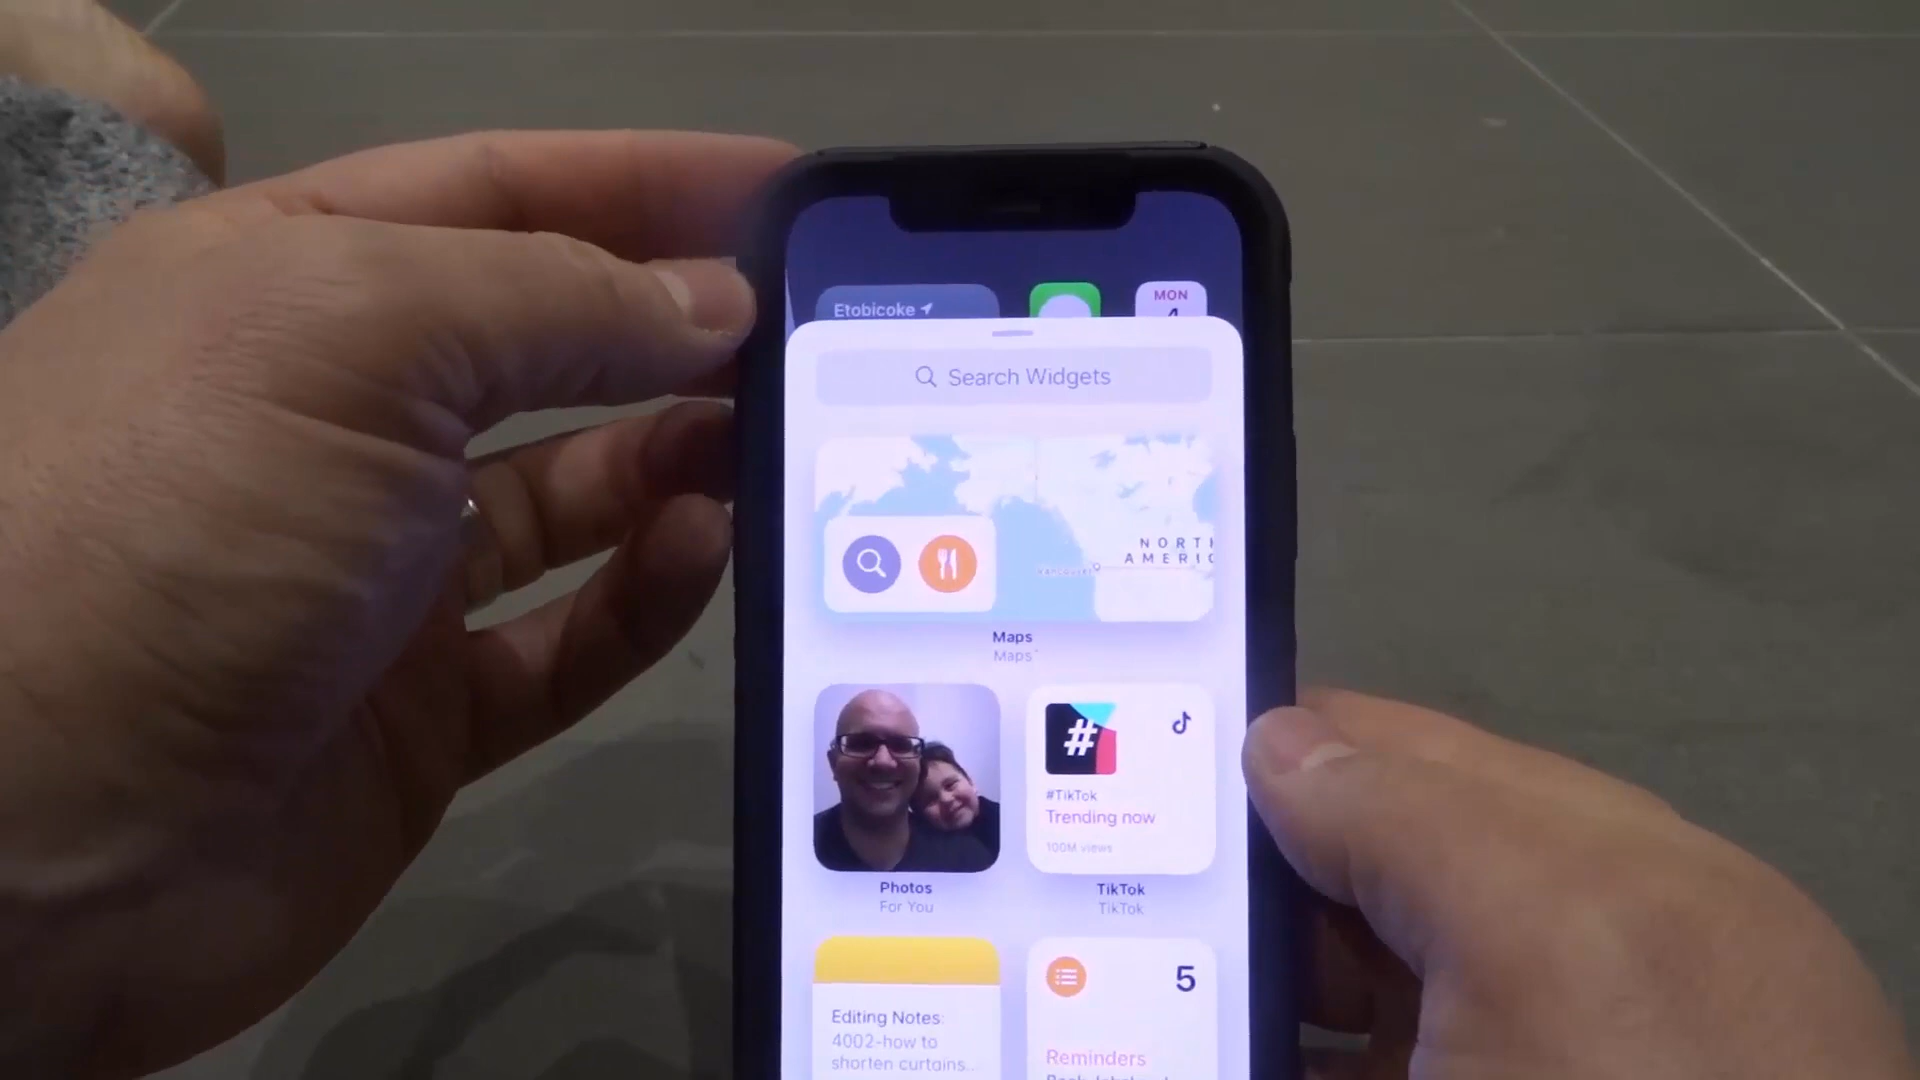 Etobicoke
MON
Search Widgets
NORTH
AMERIC
VANCOUVER
Maps
Maps
#
#TikTok
Trending now
100M views
Photos
For You
TikTok
TikTok
Editing Notes:
4002-how to
shorten curtains...
5
Reminders